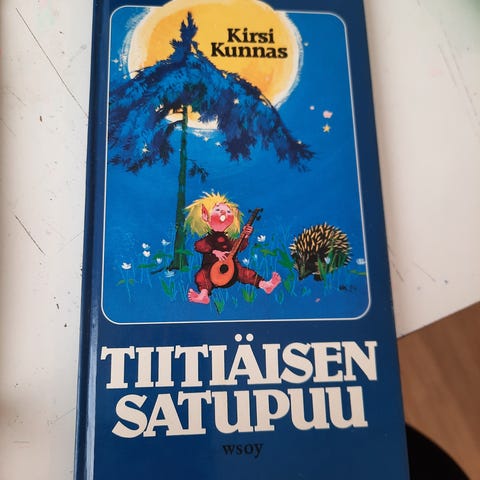 Kirsi
Kunnas
TIITIÄISEN
SATUPUU
wsoy